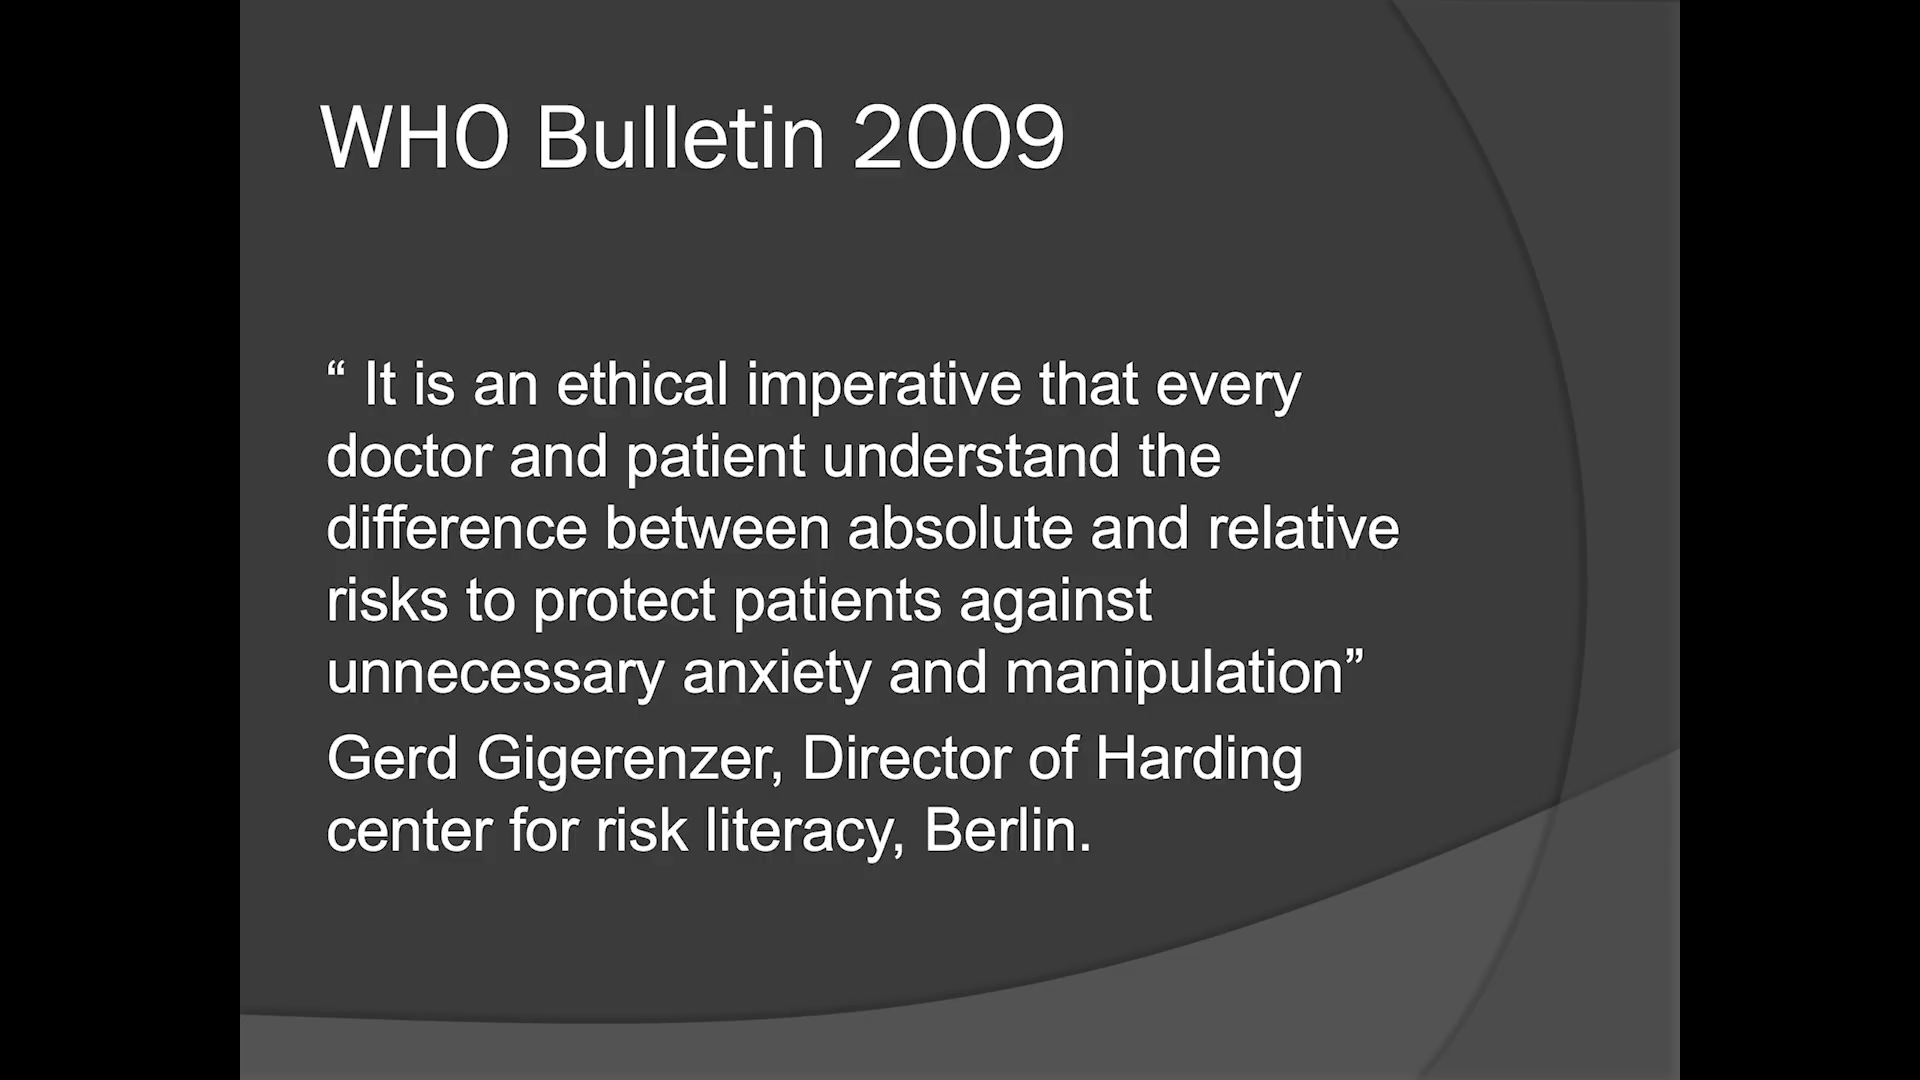 WHO Bulletin 2009
“ It is an ethical imperative that every
doctor and patient understand the
difference between absolute and relative
risks to protect patients against
unnecessary anxiety and manipulation”
Gerd Gigerenzer, Director of Harding
center for risk literacy, Berlin.